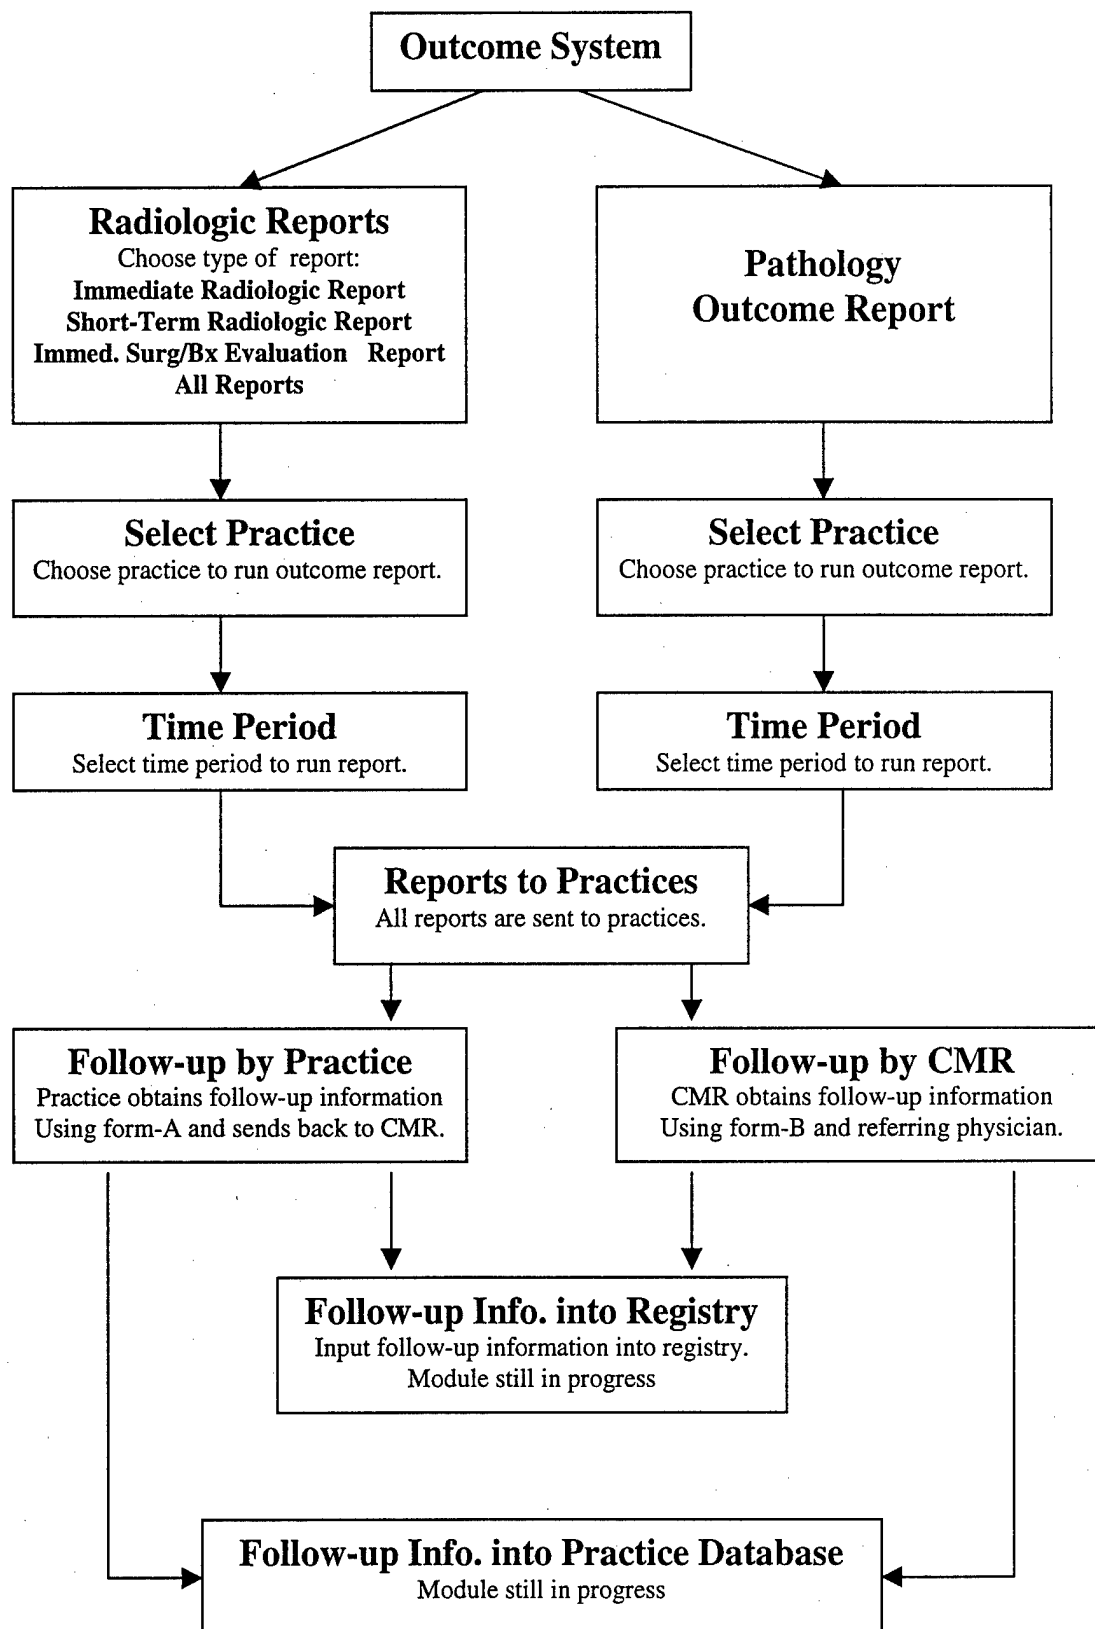 Outcome System
Radiologic Reports
Choose type of report:
Immediate Radiologic Report
Short-Term Radiologic Report
Immed. Surg/Bx Evaluation Report
All Reports
Pathology
Outcome Report
Select Practice
Choose practice to run outcome report.
Select Practice
Choose practice to run outcome report.
Time Period
Select time period to run report.
Time Period
Select time period to run report.
Reports to Practices
All reports are sent to practices.
Follow-up by Practice
Practice obtains follow-up information
Using form-A and sends back to CMR.
Follow-up by CMR
CMR obtains follow-up information
Using form-B and referring physician.
Follow-up Info. into Registry
Input follow-up information into registry.
Module still in progress
Follow-up Info. into Practice Database
Module still in progress